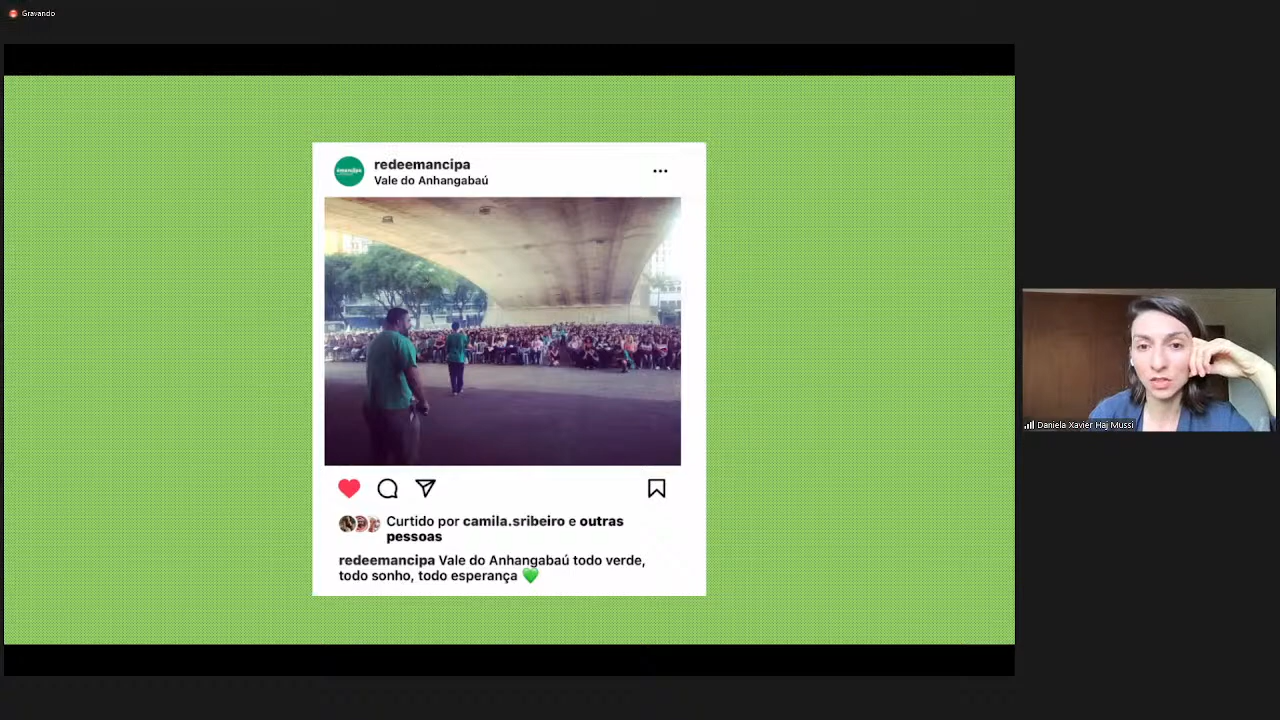 Gravando
redeemancipa
Vale do Anhangabaú
emancipa
Curtido por camila.sribeiro e outras
pessoas
redeemancipa Vale do Anhangabaú todo verde,
todo sonho, todo esperança 💚
Daniela Xavier Haj Mussi